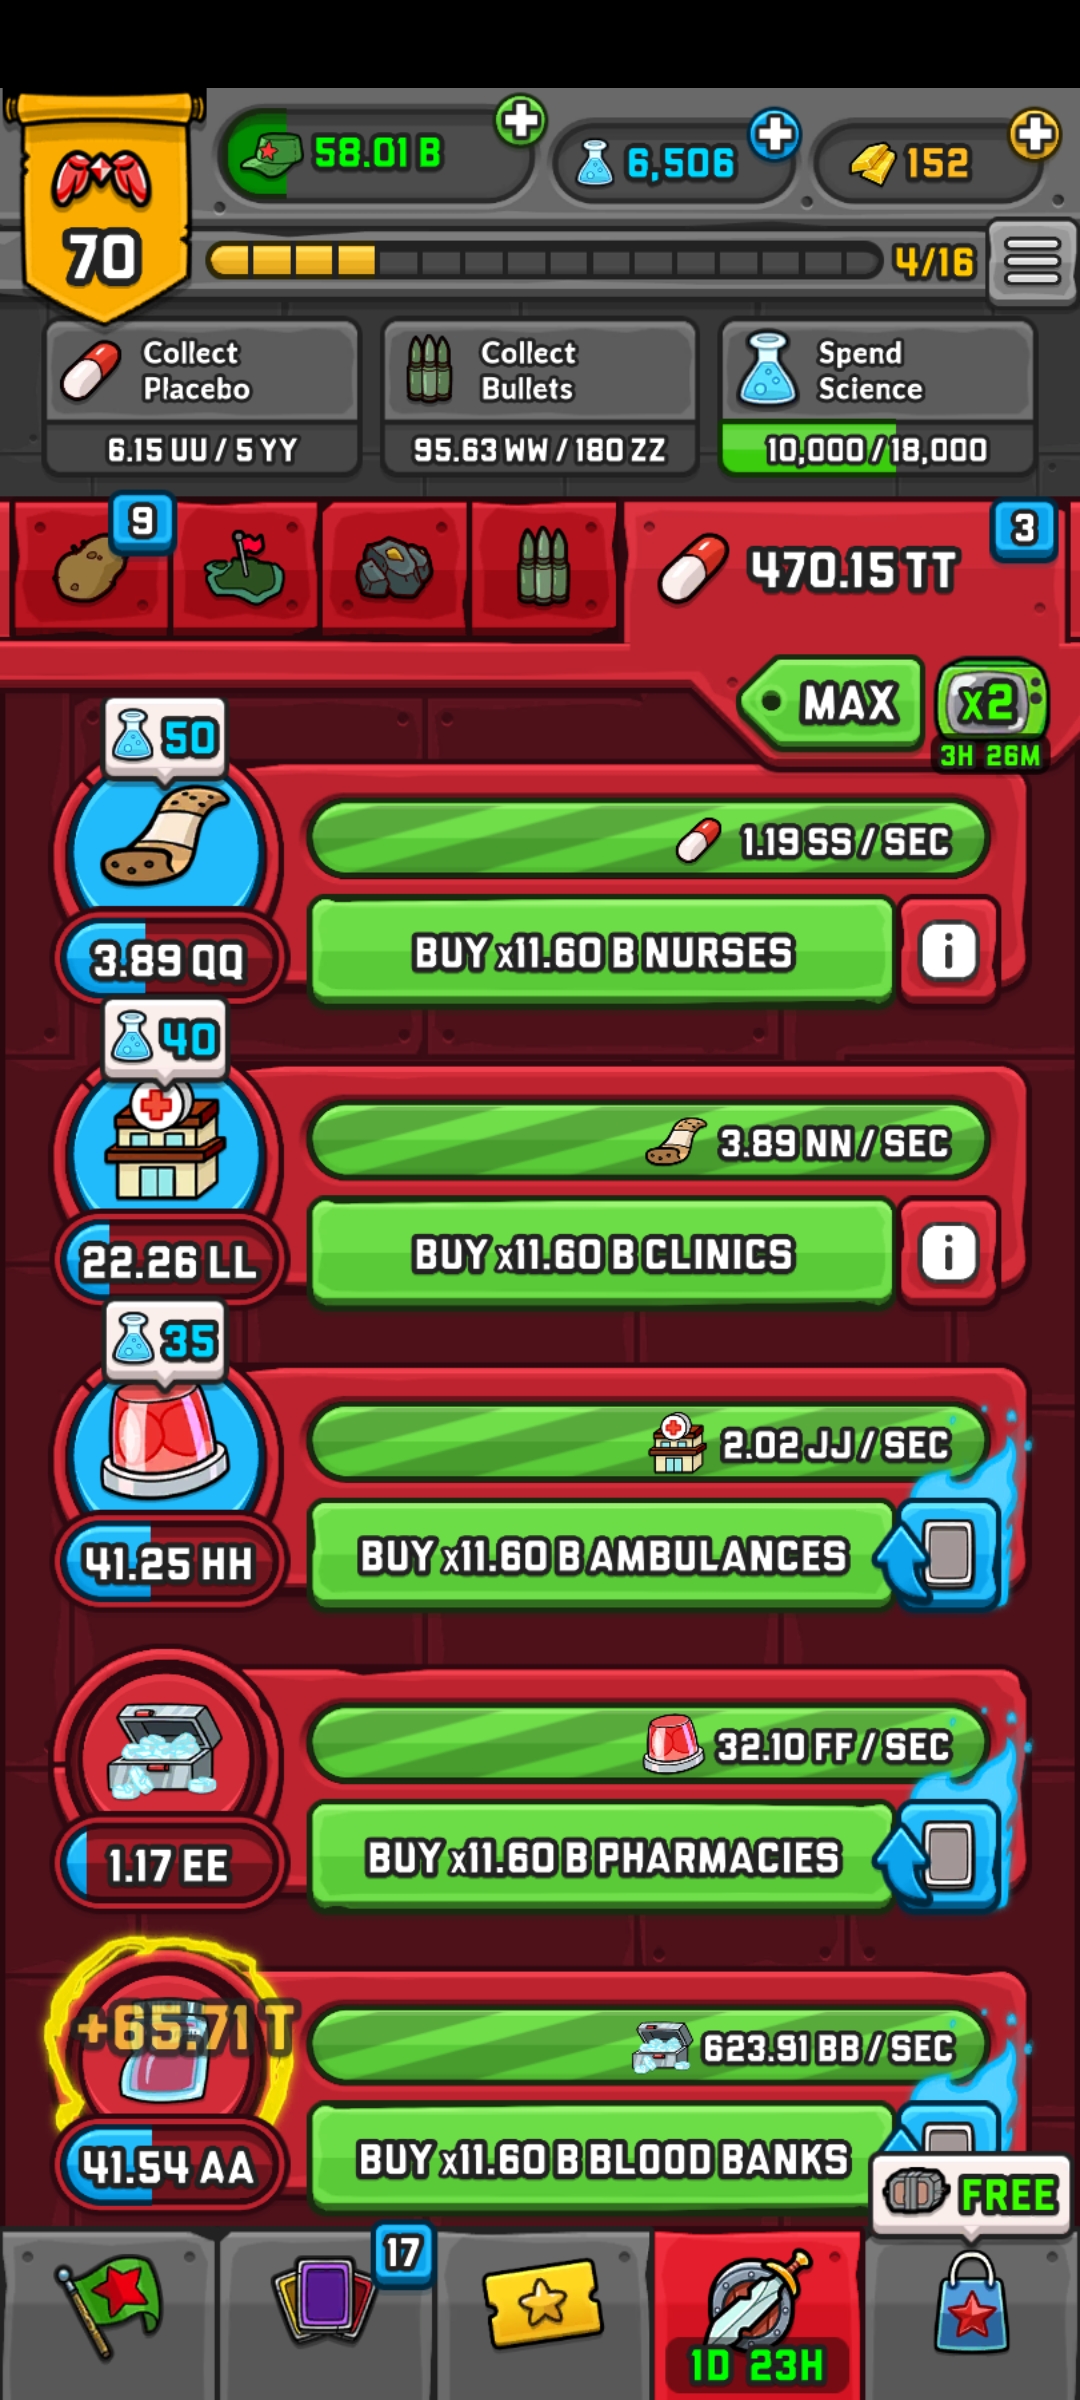 58.01 B
6,506
152
70
4/16
Collect
Placebo
6.15 UU / 5 YY
Collect
Bullets
95.63 WW / 180 ZZ
Spend
Science
10,000 / 18,000
9
470.15 TT
3
MAX
x2
3H 26M
50
1.19 SS / SEC
3.89 QQ
BUY x11.60 B NURSES
i
40
3.89 NN / SEC
22.26 LL
BUY x11.60 B CLINICS
i
35
2.02 JJ / SEC
41.25 HH
BUY x11.60 B AMBULANCES
32.10 FF / SEC
1.17 EE
BUY x11.60 B PHARMACIES
+65.71 T
623.91 BB / SEC
41.54 AA
BUY x11.60 B BLOOD BANKS
FREE
17
1D 23H